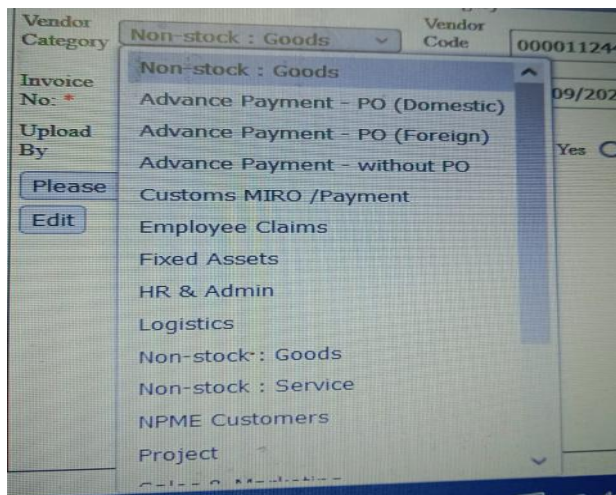 Vendor Category Non-stock : Goods Vendor Code 000011244
Non-stock : Goods
Invoice No: * 09/202
Advance Payment - PO (Domestic)
Advance Payment - PO (Foreign)
Upload By Yes
Advance Payment - without PO
Please
Customs MIRO /Payment
Edit
Employee Claims
Fixed Assets
HR & Admin
Logistics
Non-stock : Goods
Non-stock : Service
NPME Customers
Project